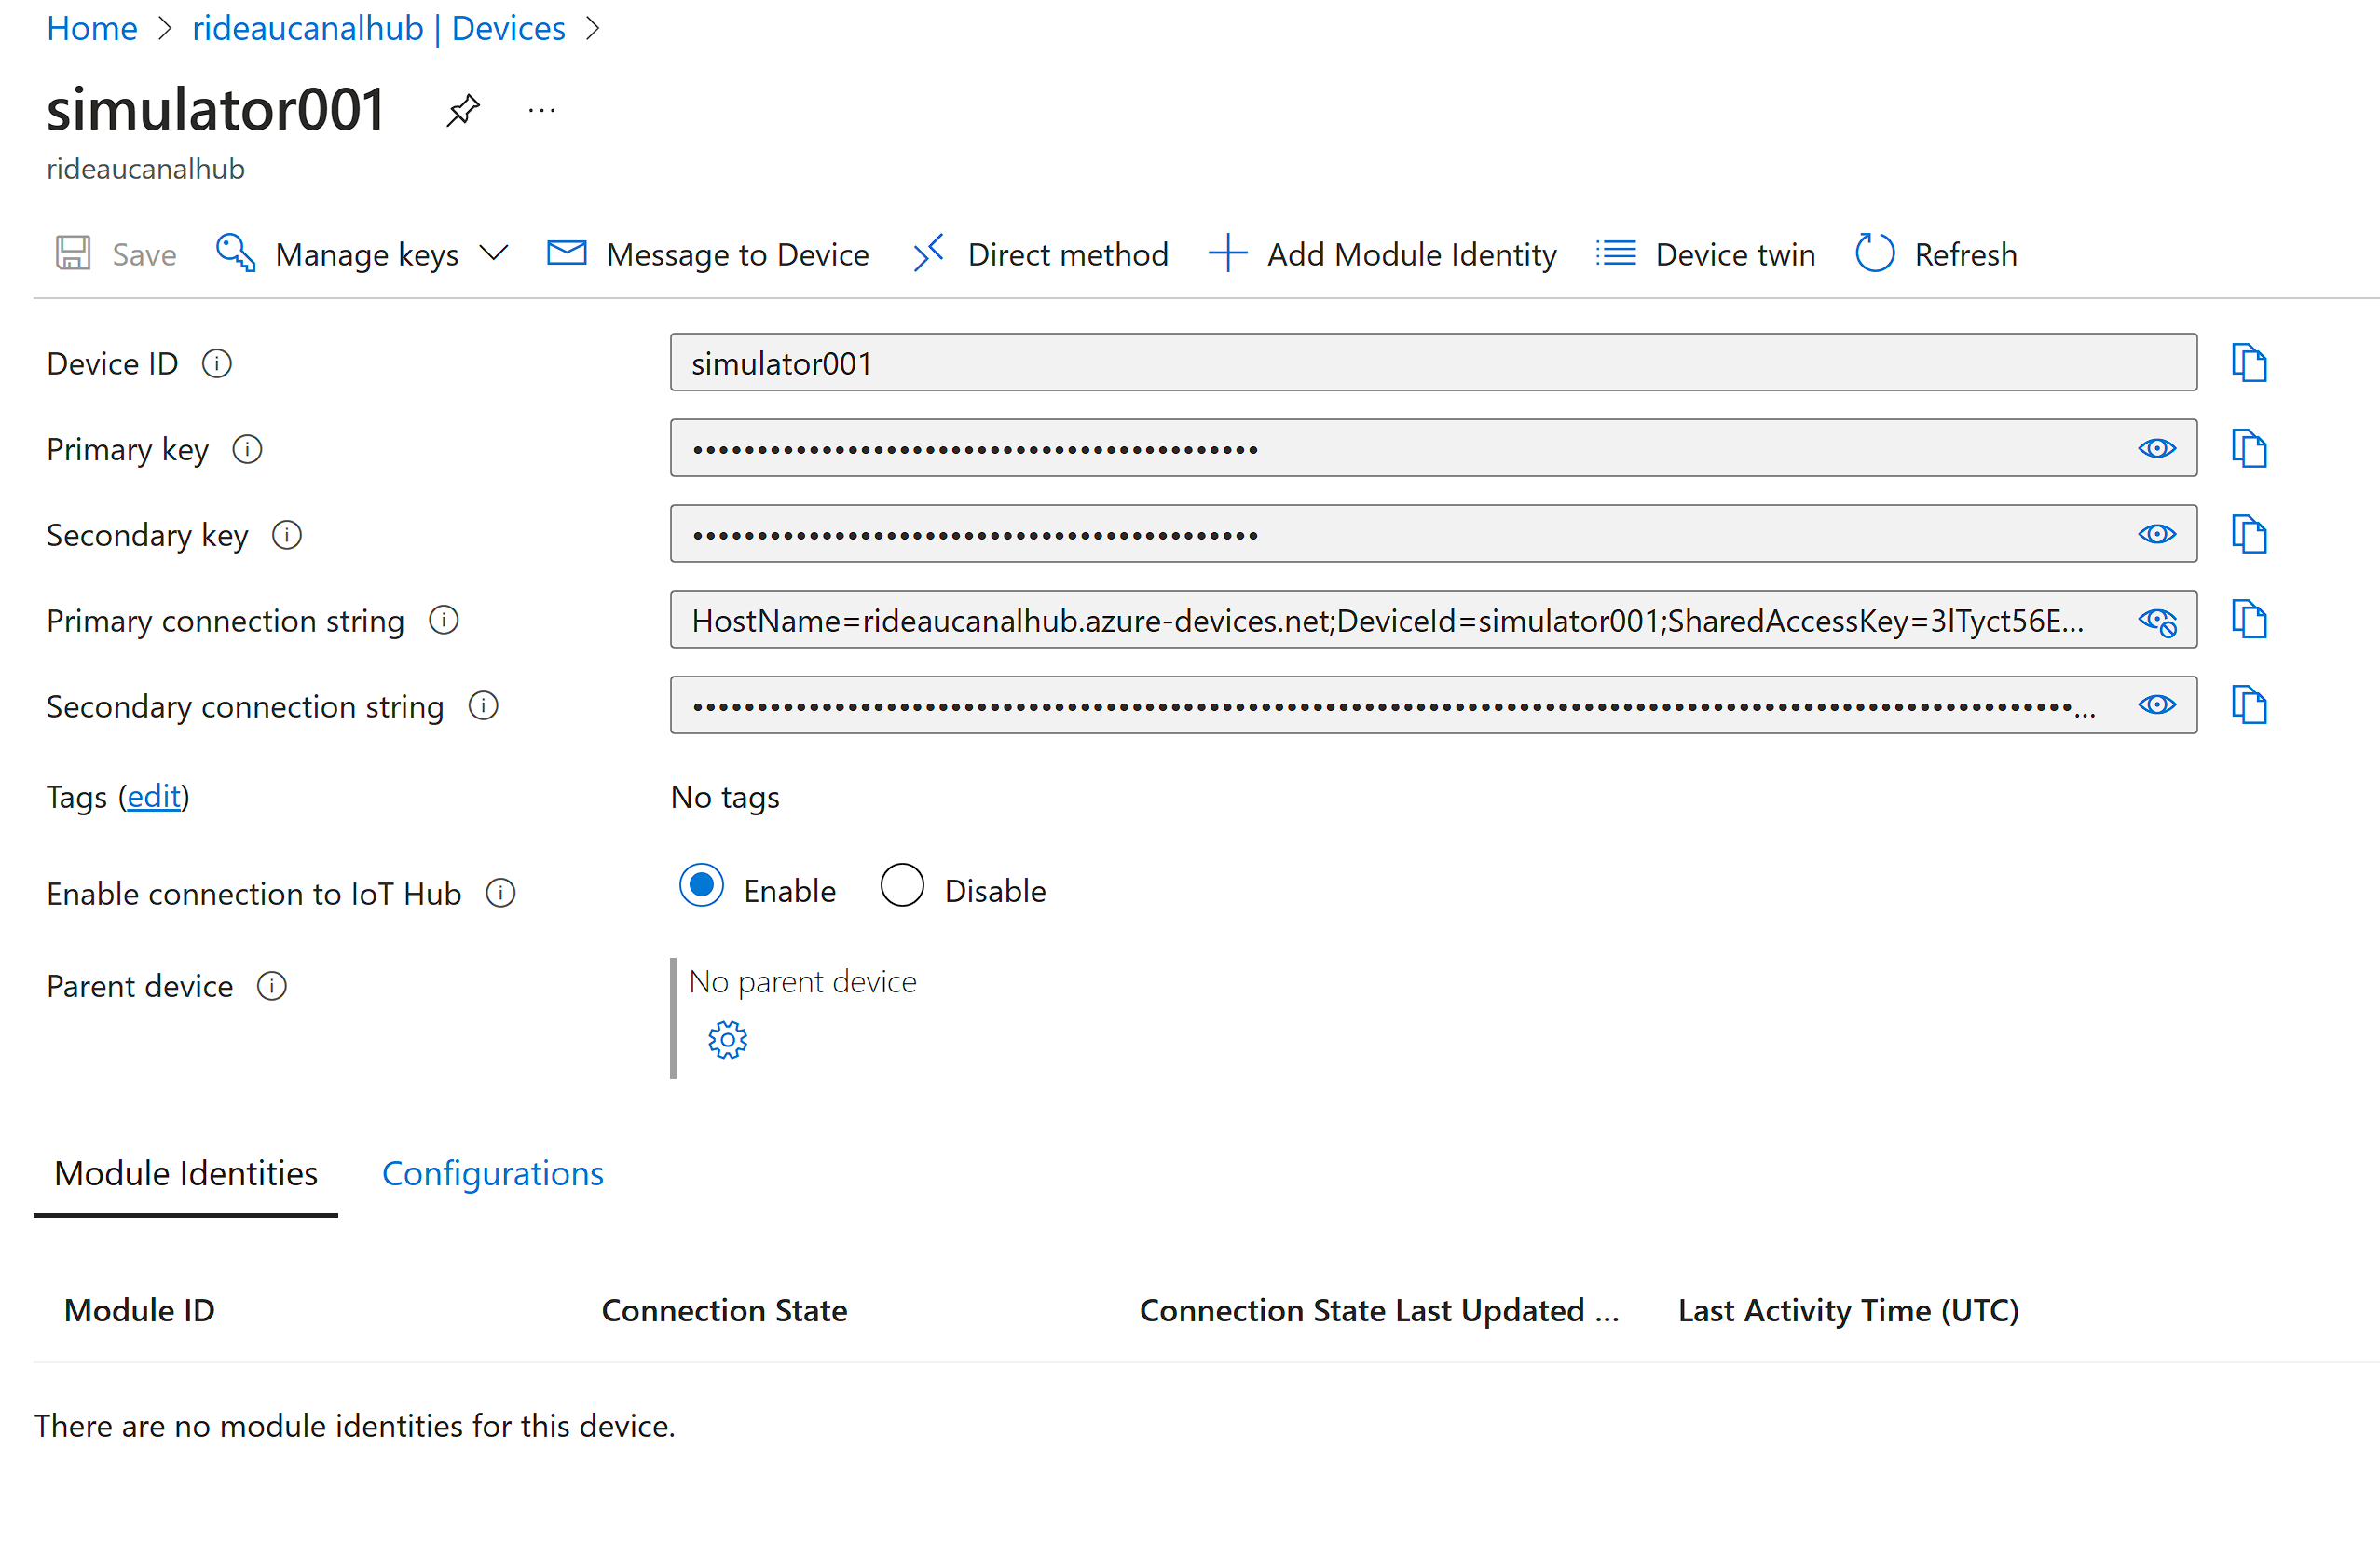 Home > rideaucanalhub | Devices >
simulator001 ...
rideaucanalhub
Save Manage keys Message to Device Direct method Add Module Identity Device twin Refresh
Device ID simulator001
Primary key ••••••••••••••••••••••••••••••••••••••••••••
Secondary key ••••••••••••••••••••••••••••••••••••••••••••
Primary connection string HostName=rideaucanalhub.azure-devices.net;DeviceId=simulator001;SharedAccessKey=3lTyct56E...
Secondary connection string ••••••••••••••••••••••••••••••••••••••••••••••••••••••••••••••••••••••••••••••••••••••••••••••••••••••••••••...
Tags (edit) No tags
Enable connection to IoT Hub Enable Disable
Parent device No parent device
Module Identities Configurations
Module ID Connection State Connection State Last Updated ... Last Activity Time (UTC)
There are no module identities for this device.